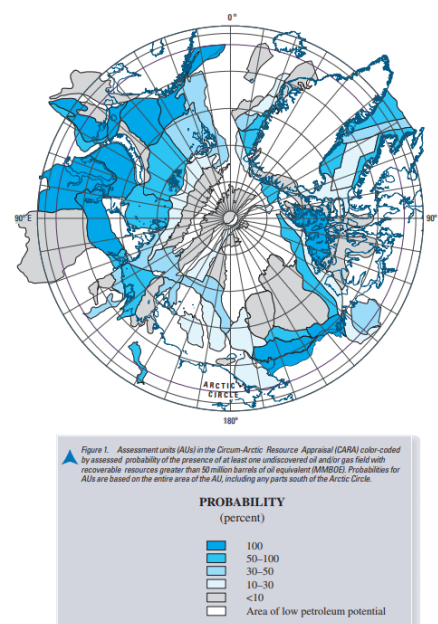 0°
90° E
90°
ARCTIC
CIRCLE
180°
Figure 1. Assessment units (AUs) in the Circum-Arctic Resource Appraisal (CARA) color-coded
by assessed probability of the presence of at least one undiscovered oil and/or gas field with
recoverable resources greater than 50 million barrels of oil equivalent (MMBOE). Probabilities for
AUs are based on the entire area of the AU, including any parts south of the Arctic Circle.
PROBABILITY
(percent)
100
50–100
30–50
10–30
<10
Area of low petroleum potential